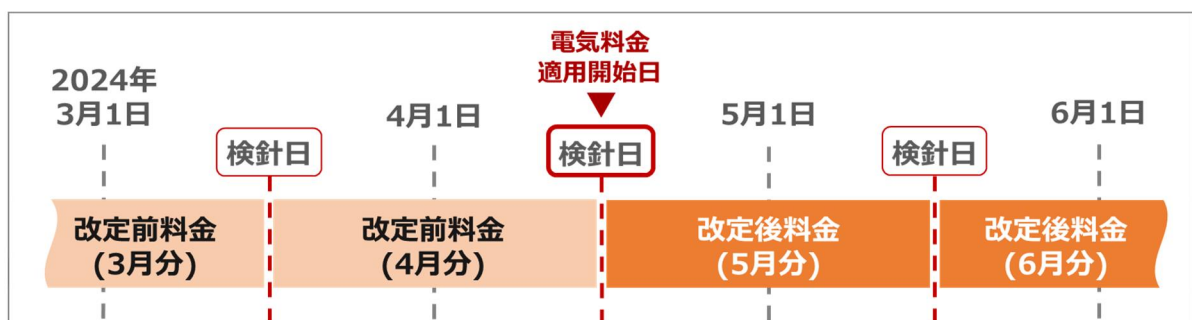 電気料金
適用開始日
2024年
3月1日
4月1日
5月1日
6月1日
検針日
検針日
検針日
改定前料金
(3月分)
改定前料金
(4月分)
改定後料金
(5月分)
改定後料金
(6月分)